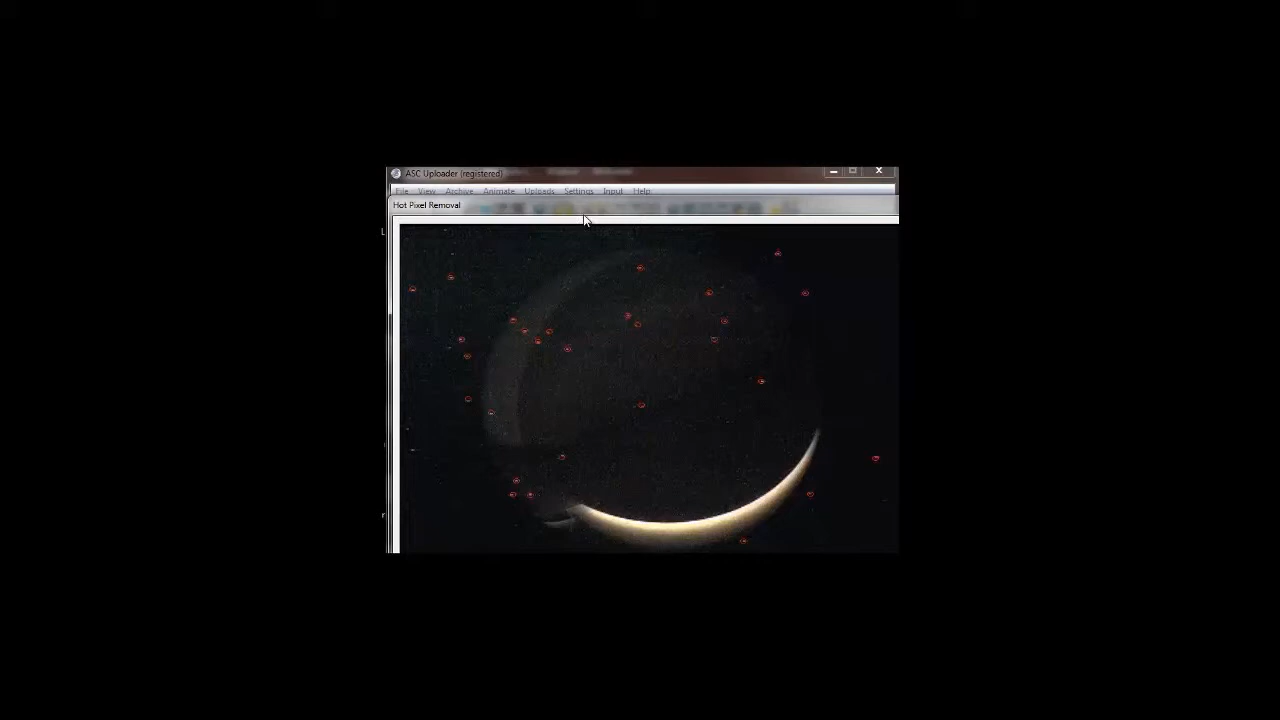 ASC Uploader (registered)
File View Archive Animate Uploads Settings Input Help
Hot Pixel Removal
L
r